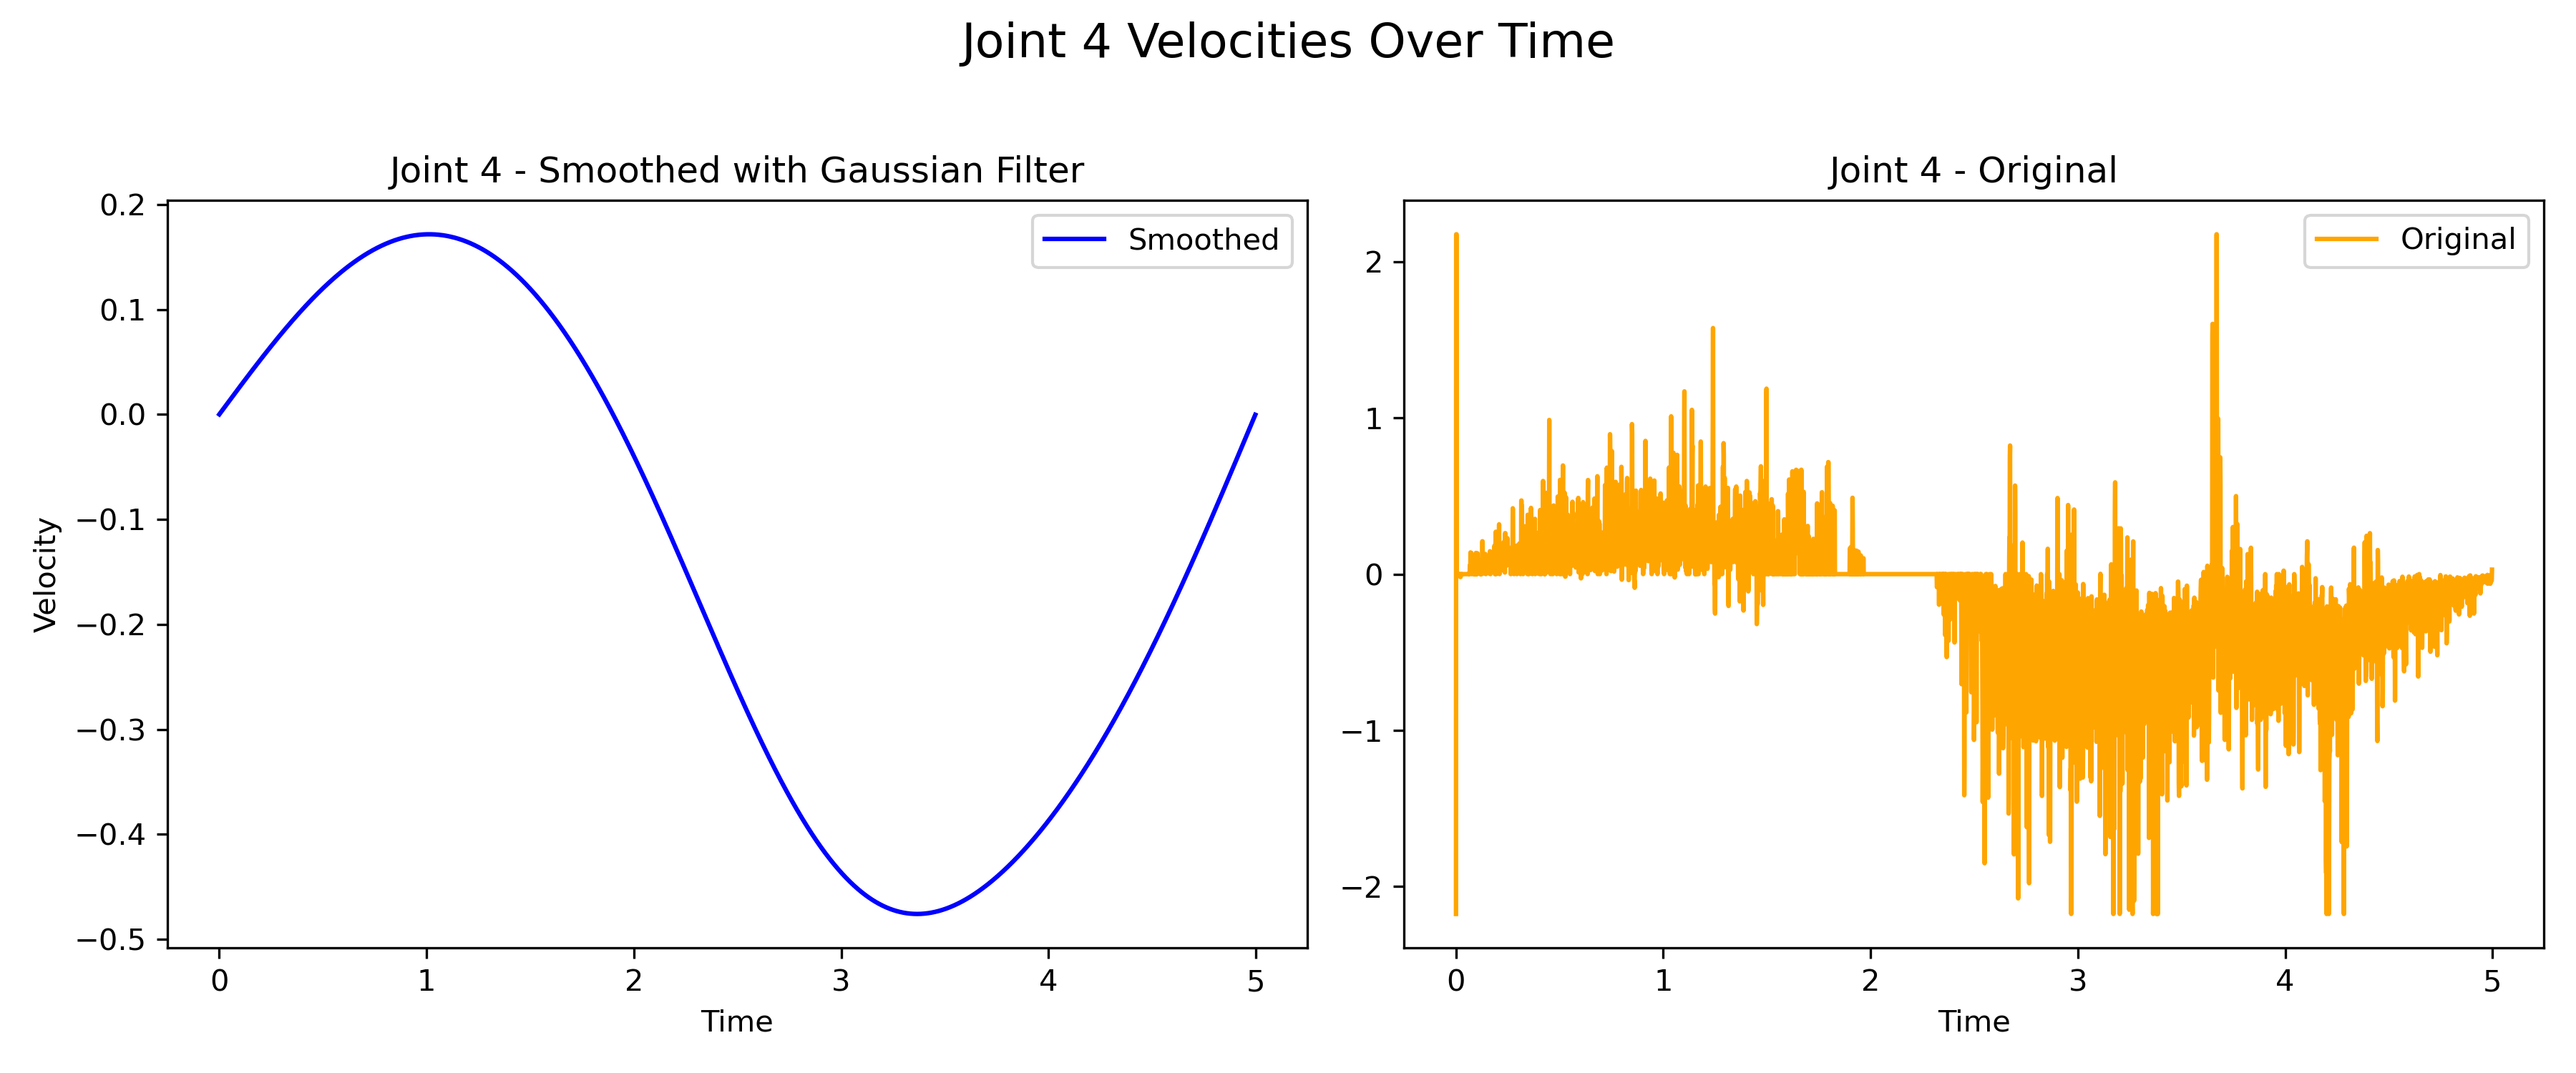 Joint 4 Velocities Over Time
Joint 4 - Smoothed with Gaussian Filter
Smoothed
0.2
0.1
0.0
−0.1
−0.2
−0.3
−0.4
−0.5
Velocity
0 1 2 3 4 5
Time
Joint 4 - Original
Original
2
1
0
−1
−2
0 1 2 3 4 5
Time